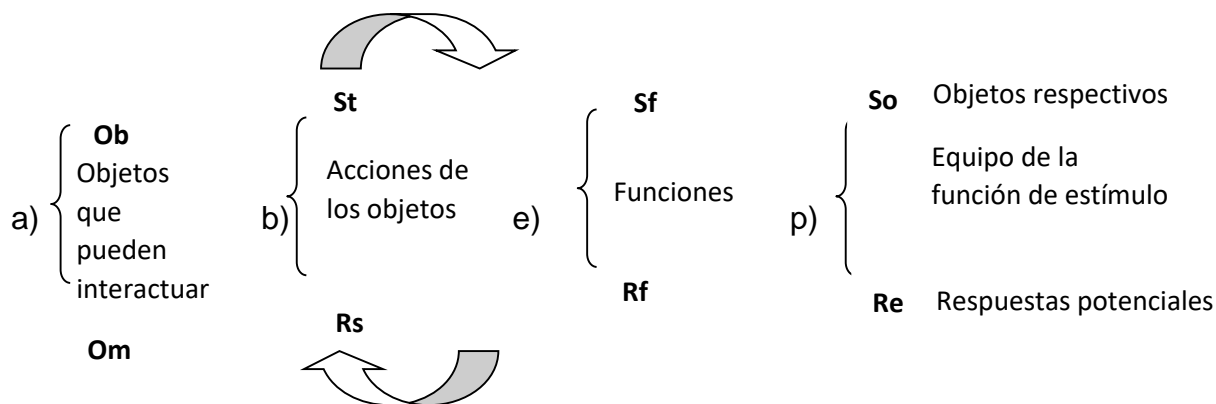 a)
Ob
Objetos
que
pueden
interactuar
Om
b)
St
Acciones de
los objetos
Rs
e)
Sf
Funciones
Rf
p)
So Objetos respectivos
Equipo de la
función de estímulo
Re Respuestas potenciales